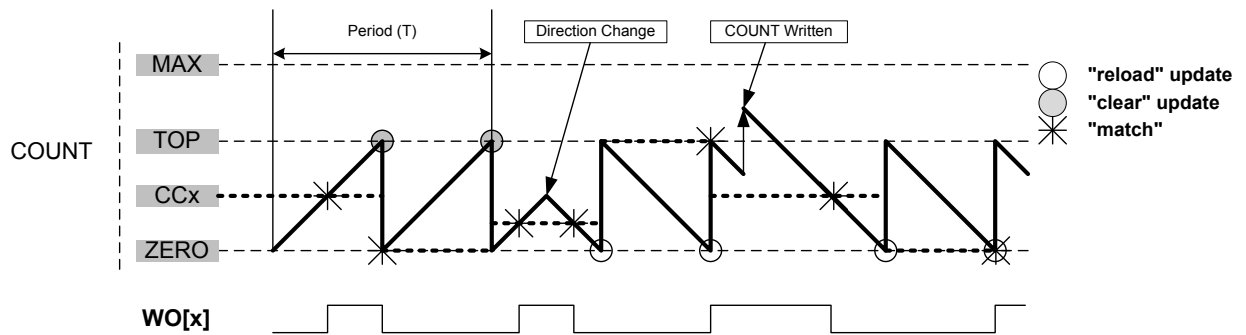 Period (T)
Direction Change
COUNT Written
MAX
"reload" update
"clear" update
TOP
"match"
COUNT
CCx
ZERO
WO[x]